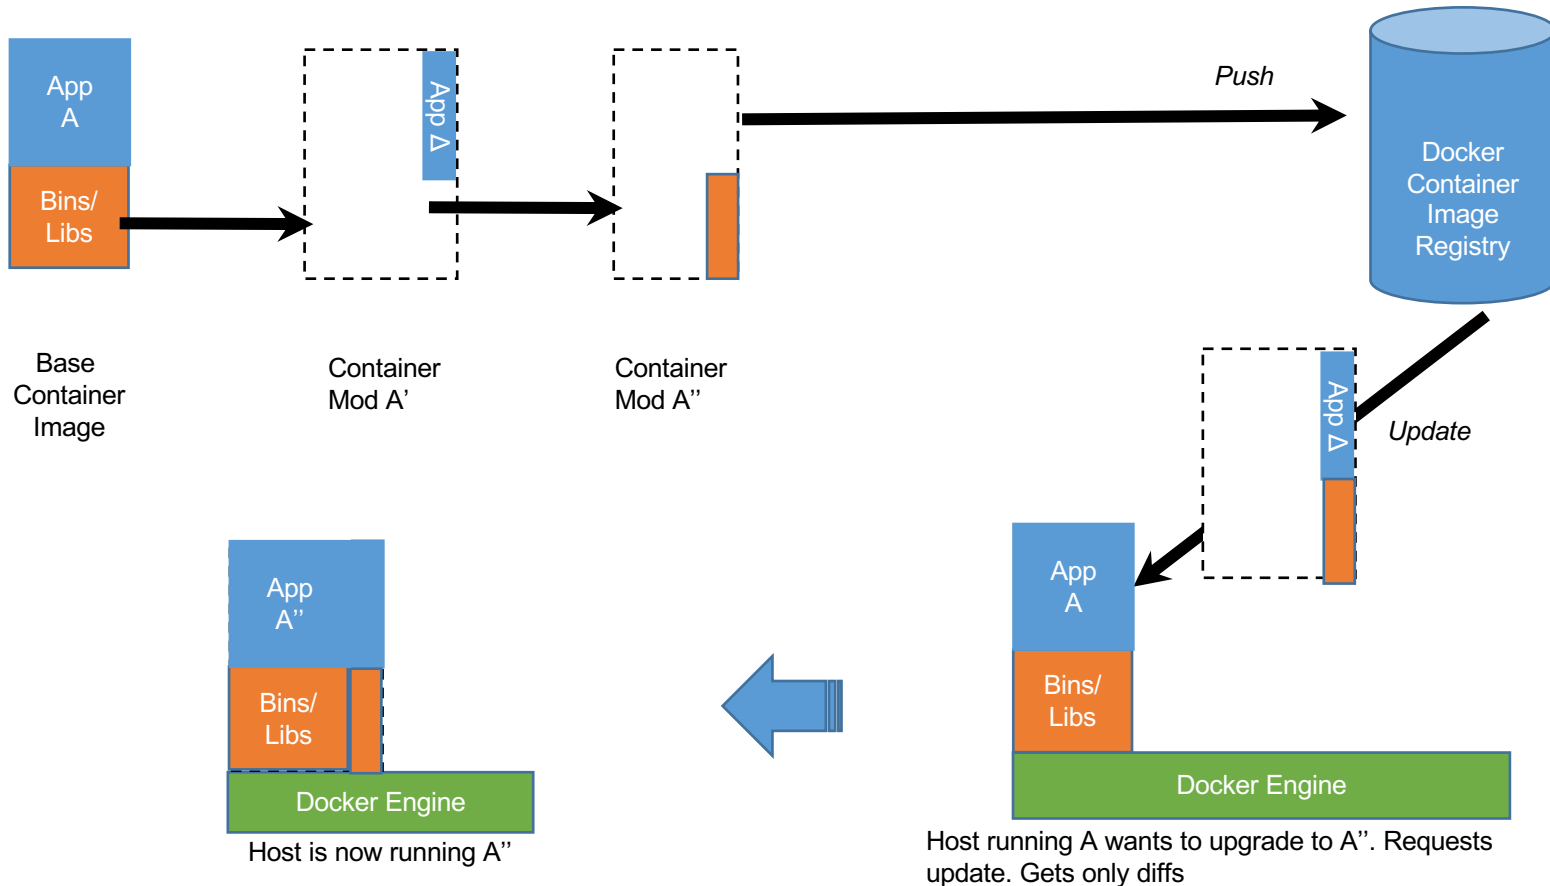 App
A
Bins/
Libs
App Δ
Push
Docker
Container
Image
Registry
Base
Container
Image
Container
Mod A'
Container
Mod A''
App Δ
Update
App
A
Bins/
Libs
Docker Engine
Host running A wants to upgrade to A''. Requests
update. Gets only diffs
App
A''
Bins/
Libs
Docker Engine
Host is now running A''